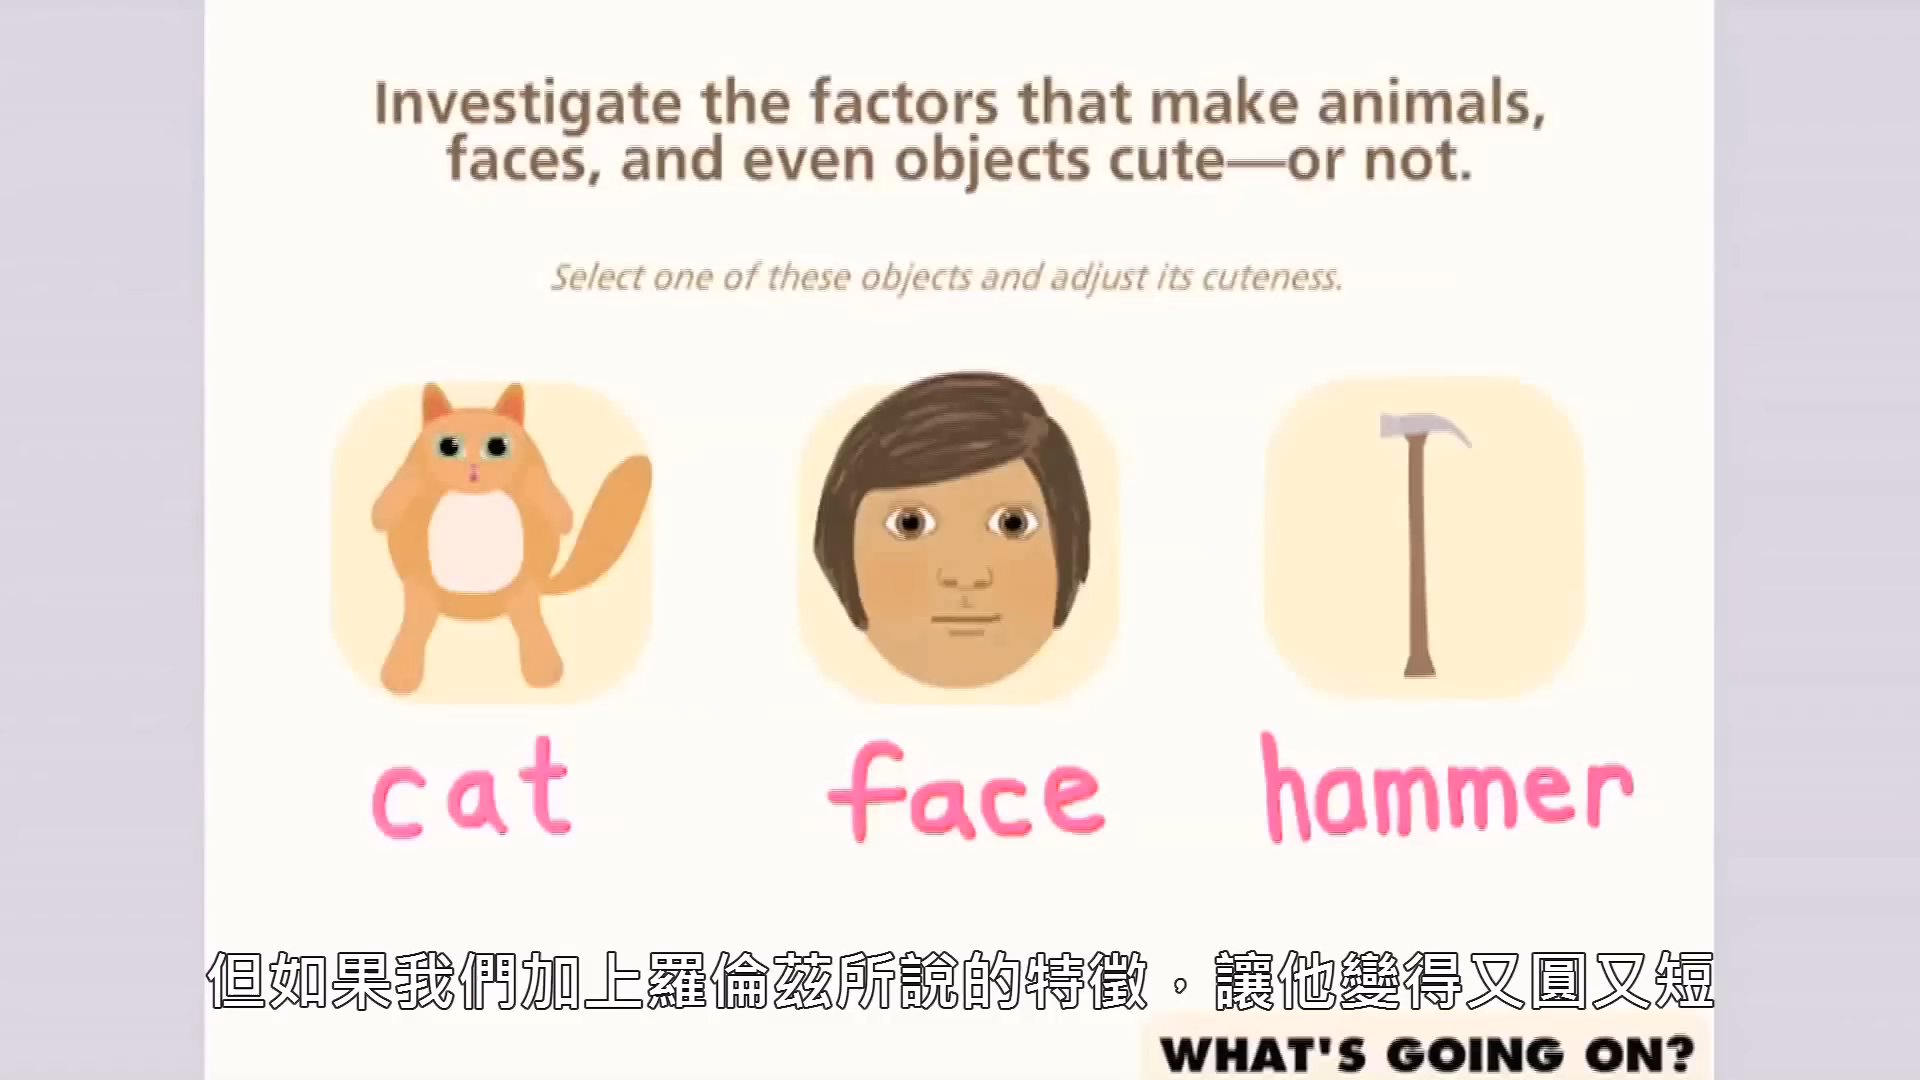 Investigate the factors that make animals,
faces, and even objects cute—or not.
Select one of these objects and adjust its cuteness.
cat
face
hammer
但如果我們加上羅倫茲所說的特徵，讓他變得又圓又短
WHAT'S GOING ON?